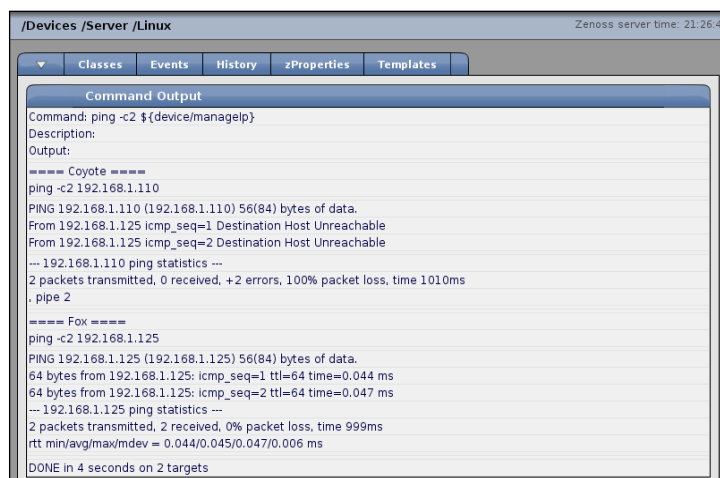 /Devices /Server /Linux
Zenoss server time: 21:26:4
Classes Events History zProperties Templates
Command Output
Command: ping -c2 ${device/manageIp}
Description:
Output:
==== Coyote ====
ping -c2 192.168.1.110
PING 192.168.1.110 (192.168.1.110) 56(84) bytes of data.
From 192.168.1.125 icmp_seq=1 Destination Host Unreachable
From 192.168.1.125 icmp_seq=2 Destination Host Unreachable
--- 192.168.1.110 ping statistics ---
2 packets transmitted, 0 received, +2 errors, 100% packet loss, time 1010ms
, pipe 2
==== Fox ====
ping -c2 192.168.1.125
PING 192.168.1.125 (192.168.1.125) 56(84) bytes of data.
64 bytes from 192.168.1.125: icmp_seq=1 ttl=64 time=0.044 ms
64 bytes from 192.168.1.125: icmp_seq=2 ttl=64 time=0.047 ms
--- 192.168.1.125 ping statistics ---
2 packets transmitted, 2 received, 0% packet loss, time 999ms
rtt min/avg/max/mdev = 0.044/0.045/0.047/0.006 ms
DONE in 4 seconds on 2 targets